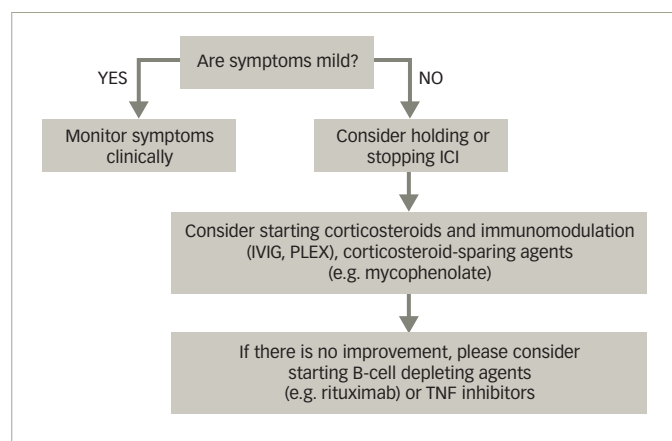 Are symptoms mild?
YES
NO
Monitor symptoms
clinically
Consider holding or
stopping ICI
Consider starting corticosteroids and immunomodulation
(IVIG, PLEX), corticosteroid-sparing agents
(e.g. mycophenolate)
If there is no improvement, please consider
starting B-cell depleting agents
(e.g. rituximab) or TNF inhibitors